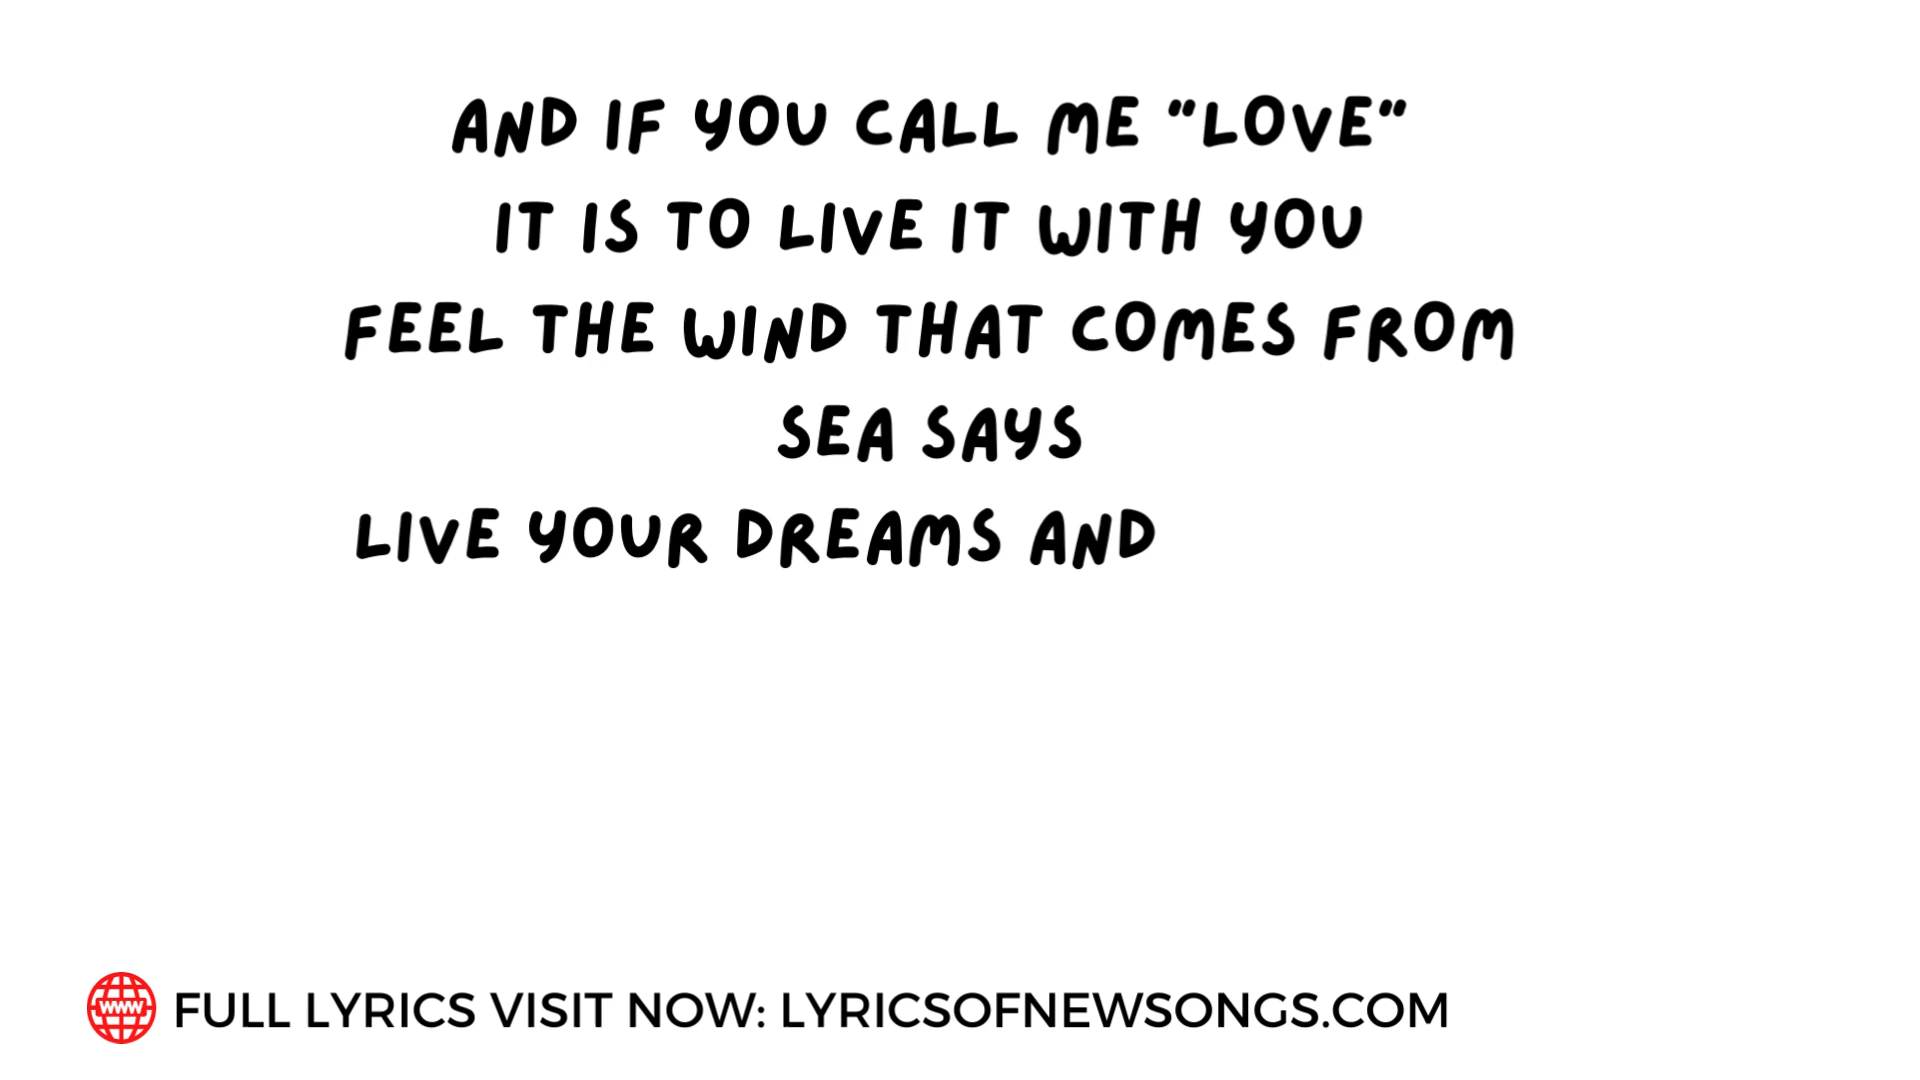 AND IF YOU CALL ME "LOVE"
IT IS TO LIVE IT WITH YOU
FEEL THE WIND THAT COMES FROM
SEA SAYS
LIVE YOUR DREAMS AND
WWW
FULL LYRICS VISIT NOW: LYRICSOFNEWSONGS.COM